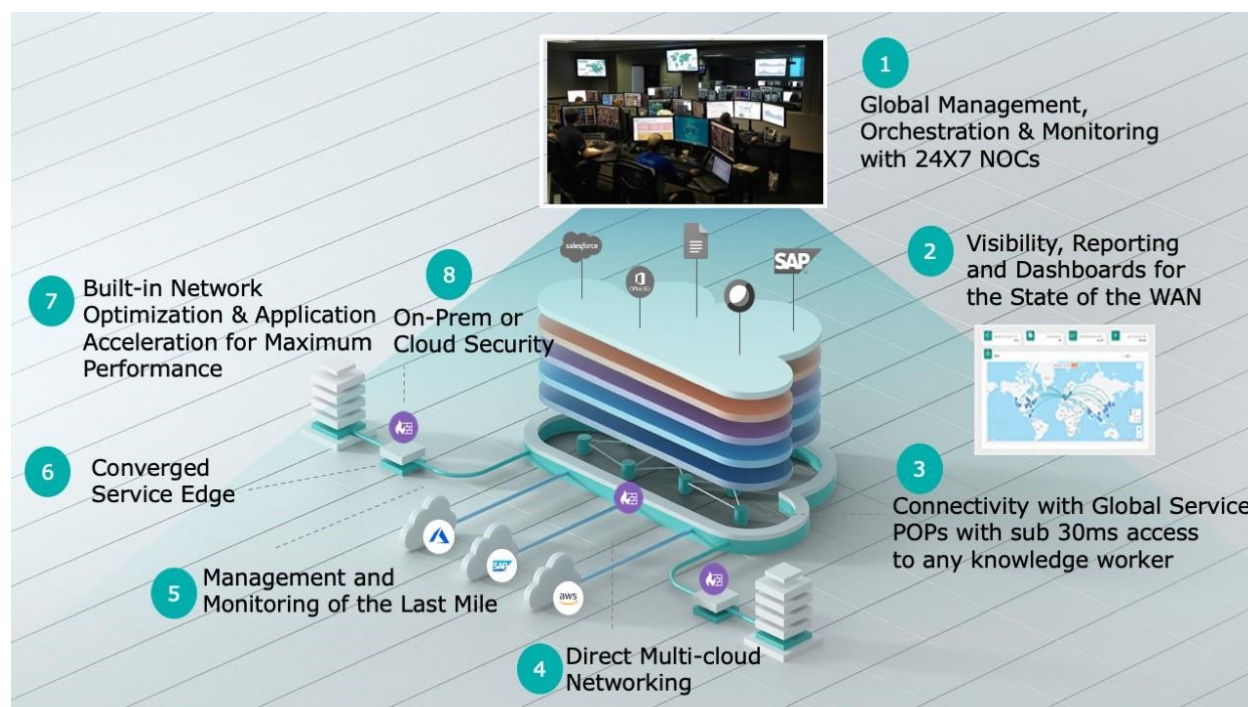 1
Global Management,
Orchestration & Monitoring
with 24X7 NOCs
2
Visibility, Reporting
and Dashboards for
the State of the WAN
salesforce
Office 365
SAP
7
Built-in Network
Optimization & Application
Acceleration for Maximum
Performance
8
On-Prem or
Cloud Security
6
Converged
Service Edge
3
Connectivity with Global Service
POPs with sub 30ms access
to any knowledge worker
SAP
aws
5
Management and
Monitoring of the Last Mile
4
Direct Multi-cloud
Networking